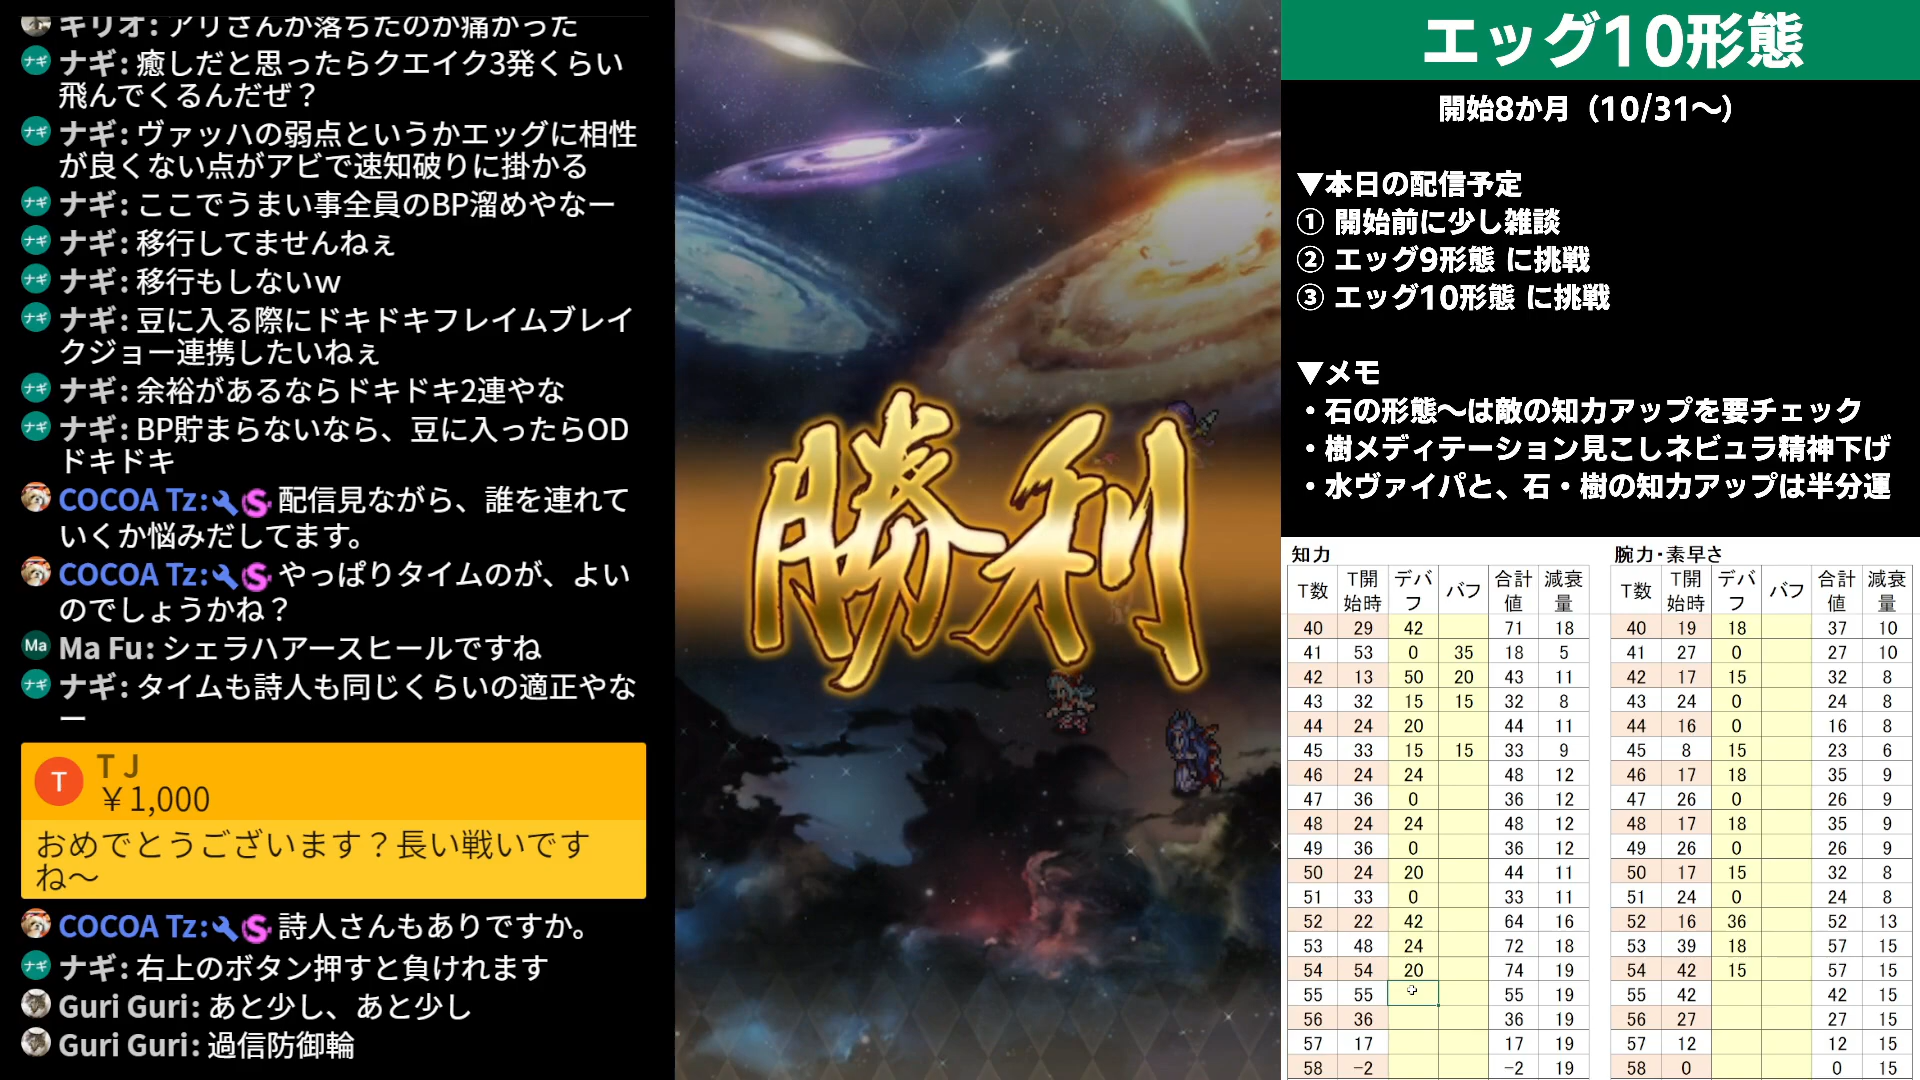 キリオ: アリさんが落ちたのが痛かった
ナギ: 癒しだと思ったらクエイク3発くらい
飛んでくるんだぜ？
ナギ: ヴァッハの弱点というかエッグに相性
が良くない点がアビで速知破りに掛かる
ナギ: ここでうまい事全員のBP溜めやなー
ナギ: 移行してませんねぇ
ナギ: 移行もしないw
ナギ: 豆に入る際にドキドキフレイムブレイ
クジョー連携したいねぇ
ナギ: 余裕があるならドキドキ2連やな
ナギ: BP貯まらないなら、豆に入ったらOD
ドキドキ
COCOA Tz: 配信見ながら、誰を連れて
いくか悩みだしてます。
COCOA Tz: やっぱりタイムのが、よい
のでしょうかね？
Ma Ma Fu: シェラハアースヒールですね
ナギ: タイムも詩人も同じくらいの適正やな
ー
T
T J
￥1,000
おめでとうございます？長い戦いです
ね〜
COCOA Tz: 詩人さんもありですか。
ナギ: 右上のボタン押すと負けれます
Guri Guri: あと少し、あと少し
Guri Guri: 過信防御輪
勝利
エッグ10形態
開始8か月（10/31〜）
▼本日の配信予定
① 開始前に少し雑談
② エッグ9形態 に挑戦
③ エッグ10形態 に挑戦
▼メモ
・石の形態〜は敵の知力アップを要チェック
・樹メディテーション見こしネビュラ精神下げ
・水ヴァイパと、石・樹の知力アップは半分運
知力
T数 T開始時 デバフ バフ 合計値 減衰量
40 29 42 71 18
41 53 0 35 18 5
42 13 50 20 43 11
43 32 15 15 32 8
44 24 20 44 11
45 33 15 15 33 9
46 24 24 48 12
47 36 0 36 12
48 24 24 48 12
49 36 0 36 12
50 24 20 44 11
51 33 0 33 11
52 22 42 64 16
53 48 24 72 18
54 54 20 74 19
55 55 55 19
56 36 36 19
57 17 17 19
58 -2 -2 19
腕力・素早さ
T数 T開始時 デバフ バフ 合計値 減衰量
40 19 18 37 10
41 27 0 27 10
42 17 15 32 8
43 24 0 24 8
44 16 0 16 8
45 8 15 23 6
46 17 18 35 9
47 26 0 26 9
48 17 18 35 9
49 26 0 26 9
50 17 15 32 8
51 24 0 24 8
52 16 36 52 13
53 39 18 57 15
54 42 15 57 15
55 42 42 15
56 27 27 15
57 12 12 15
58 0 0 15